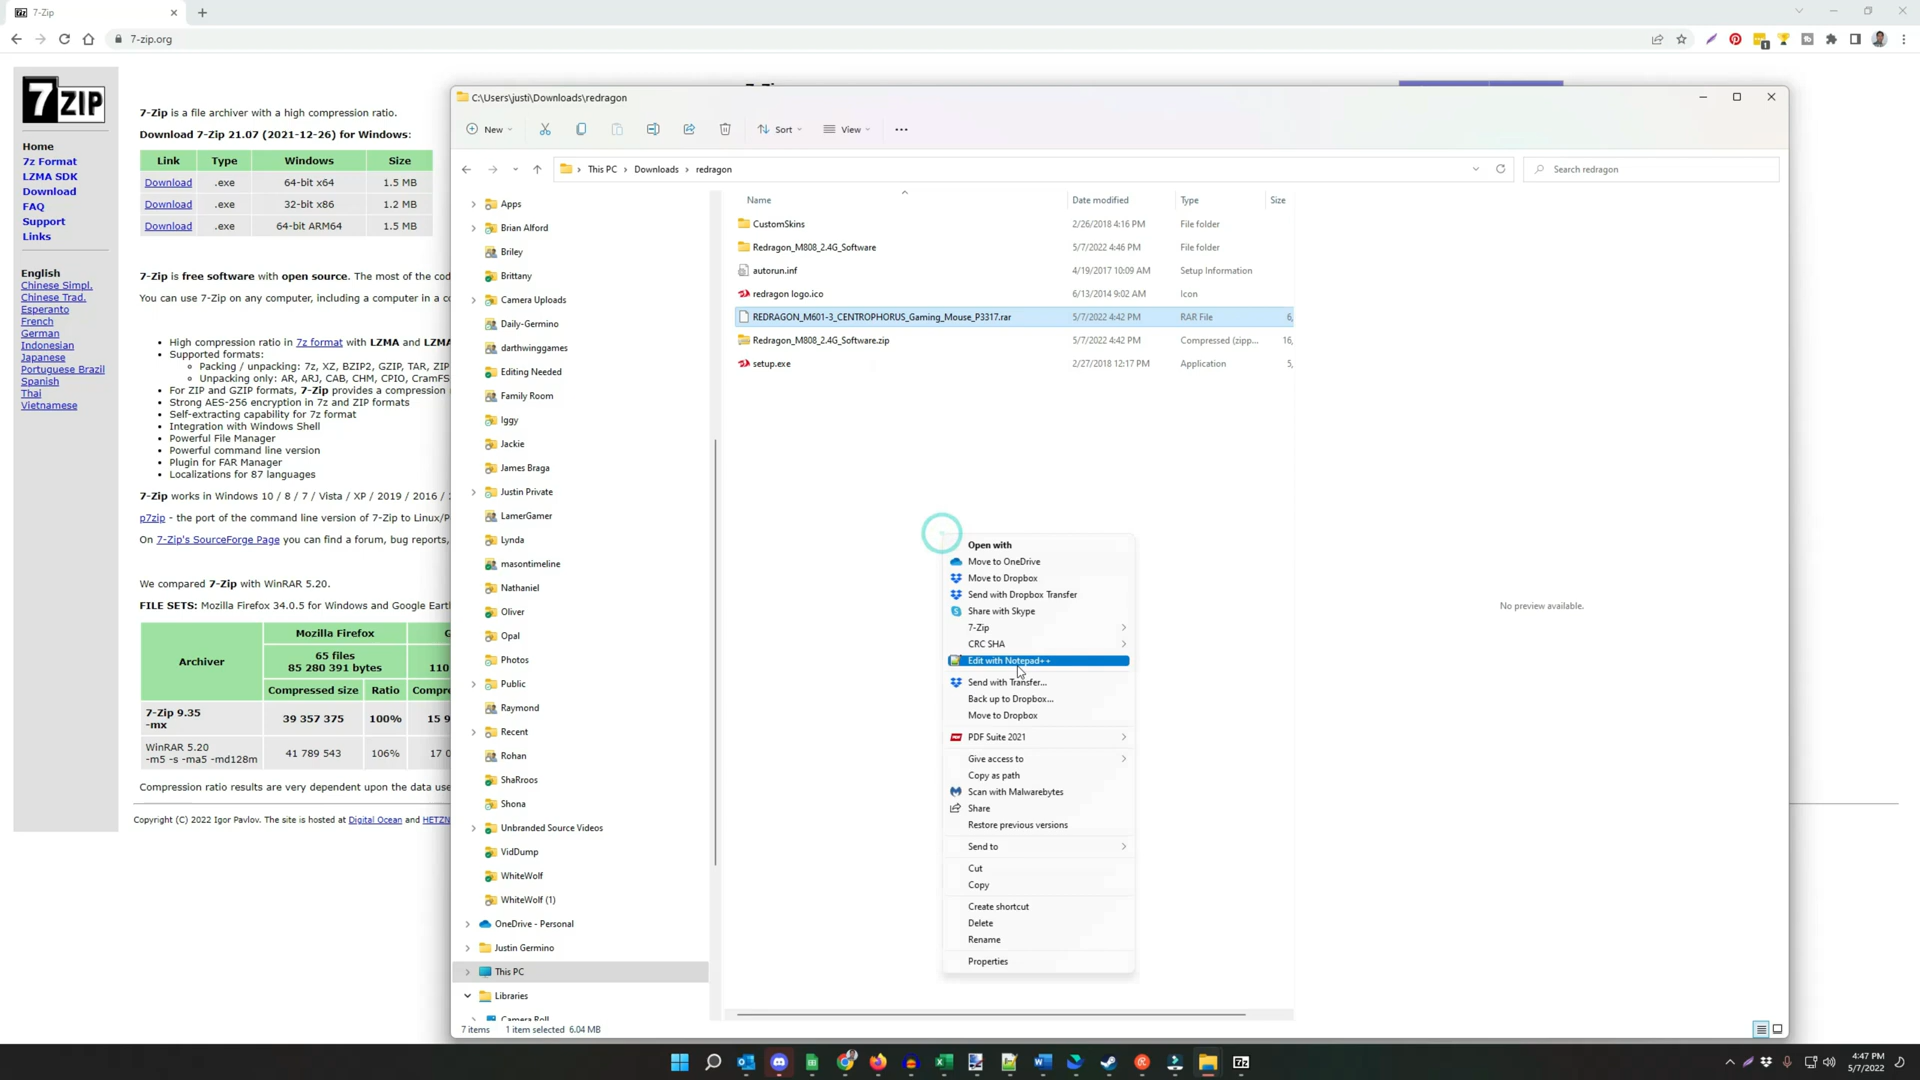 7-Zip
7-zip.org
7ZIP
Home
7z Format
LZMA SDK
Download
FAQ
Support
Links
English
Chinese Simpl.
Chinese Trad.
Esperanto
French
German
Indonesian
Japanese
Portuguese Brazil
Spanish
Thai
Vietnamese
7-Zip is a file archiver with a high compression ratio.
Download 7-Zip 21.07 (2021-12-26) for Windows:
Link Type Windows Size
Download .exe 64-bit x64 1.5 MB
Download .exe 32-bit x86 1.2 MB
Download .exe 64-bit ARM64 1.5 MB
7-Zip is free software with open source. The most of the cod
You can use 7-Zip on any computer, including a computer in a co
High compression ratio in 7z format with LZMA and LZMA
Supported formats:
Packing / unpacking: 7z, XZ, BZIP2, GZIP, TAR, ZIP
Unpacking only: AR, ARJ, CAB, CHM, CPIO, CramFS
For ZIP and GZIP formats, 7-Zip provides a compression
Strong AES-256 encryption in 7z and ZIP formats
Self-extracting capability for 7z format
Integration with Windows Shell
Powerful File Manager
Powerful command line version
Plugin for FAR Manager
Localizations for 87 languages
7-Zip works in Windows 10 / 8 / 7 / Vista / XP / 2019 / 2016 /
p7zip - the port of the command line version of 7-Zip to Linux/P
On 7-Zip's SourceForge Page you can find a forum, bug reports,
We compared 7-Zip with WinRAR 5.20.
FILE SETS: Mozilla Firefox 34.0.5 for Windows and Google Eart
Archiver Mozilla Firefox G
65 files
85 280 391 bytes 110
Compressed size Ratio Compre
7-Zip 9.35
-mx 39 357 375 100% 15 9
WinRAR 5.20
-m5 -s -ma5 -md128m 41 789 543 106% 17 0
Compression ratio results are very dependent upon the data use
Copyright (C) 2022 Igor Pavlov. The site is hosted at Digital Ocean and HETZN
C:\Users\justi\Downloads\redragon
New Sort View
This PC > Downloads > redragon
Search redragon
Apps
Brian Alford
Briley
Brittany
Camera Uploads
Daily-Germino
darthwinggames
Editing Needed
Family Room
Iggy
Jackie
James Braga
Justin Private
LamerGamer
Lynda
masontimeline
Nathaniel
Oliver
Opal
Photos
Public
Raymond
Recent
Rohan
ShaRroos
Shona
Unbranded Source Videos
VidDump
WhiteWolf
WhiteWolf (1)
OneDrive - Personal
Justin Germino
This PC
Libraries
Camera Roll
Name Date modified Type Size
CustomSkins 2/26/2018 4:16 PM File folder
Redragon_M808_2.4G_Software 5/7/2022 4:46 PM File folder
autorun.inf 4/19/2017 10:09 AM Setup Information
redragon logo.ico 6/13/2014 9:02 AM Icon
REDRAGON_M601-3_CENTROPHORUS_Gaming_Mouse_P3317.rar 5/7/2022 4:42 PM RAR File 6,
Redragon_M808_2.4G_Software.zip 5/7/2022 4:42 PM Compressed (zipp... 16,
setup.exe 2/27/2018 12:17 PM Application 5,
No preview available.
Open with
Move to OneDrive
Move to Dropbox
Send with Dropbox Transfer
Share with Skype
7-Zip
CRC SHA
Edit with Notepad++
Send with Transfer...
Back up to Dropbox...
Move to Dropbox
PDF Suite 2021
Give access to
Copy as path
Scan with Malwarebytes
Share
Restore previous versions
Send to
Cut
Copy
Create shortcut
Delete
Rename
Properties
7 items 1 item selected 6.04 MB
4:47 PM
5/7/2022